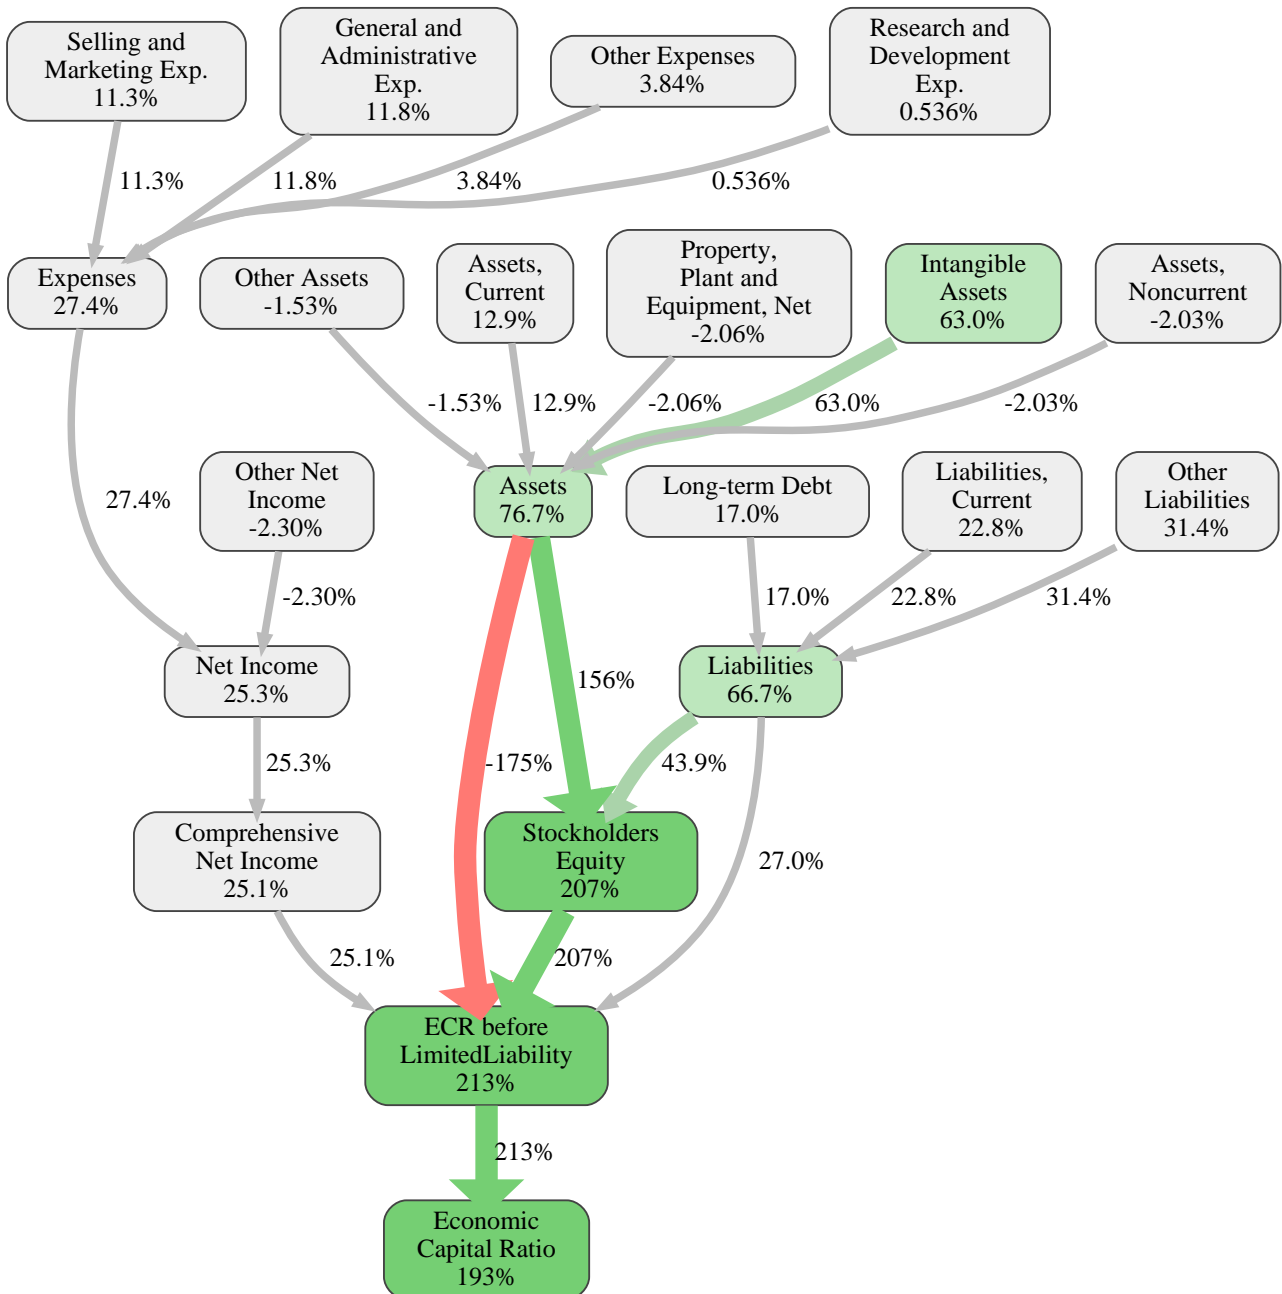 Selling and
Marketing Exp.
11.3%
General and
Administrative
Exp.
11.8%
Other Expenses
3.84%
Research and
Development
Exp.
0.536%
11.3%
11.8%
3.84%
0.536%
Expenses
27.4%
Other Assets
-1.53%
Assets,
Current
12.9%
Property,
Plant and
Equipment, Net
-2.06%
Intangible
Assets
63.0%
Assets,
Noncurrent
-2.03%
-1.53%
12.9%
-2.06%
63.0%
-2.03%
27.4%
Other Net
Income
-2.30%
Assets
76.7%
Long-term Debt
17.0%
Liabilities,
Current
22.8%
Other
Liabilities
31.4%
-2.30%
17.0%
22.8%
31.4%
Net Income
25.3%
156%
Liabilities
66.7%
25.3%
-175%
43.9%
Comprehensive
Net Income
25.1%
Stockholders
Equity
207%
27.0%
25.1%
207%
ECR before
LimitedLiability
213%
213%
Economic
Capital Ratio
193%